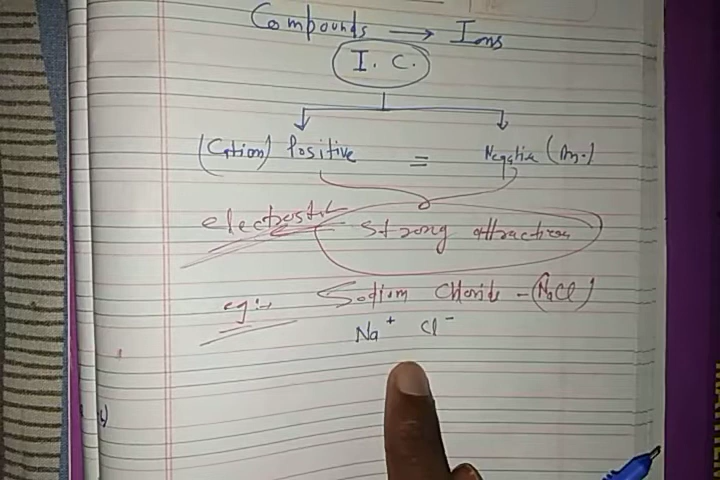 Compounds → Ions
I. C.
(Cation) Positive = Negative (An.)
electrostatic strong attraction
eg:- Sodium Chloride - (NaCl)
Na+ Cl-